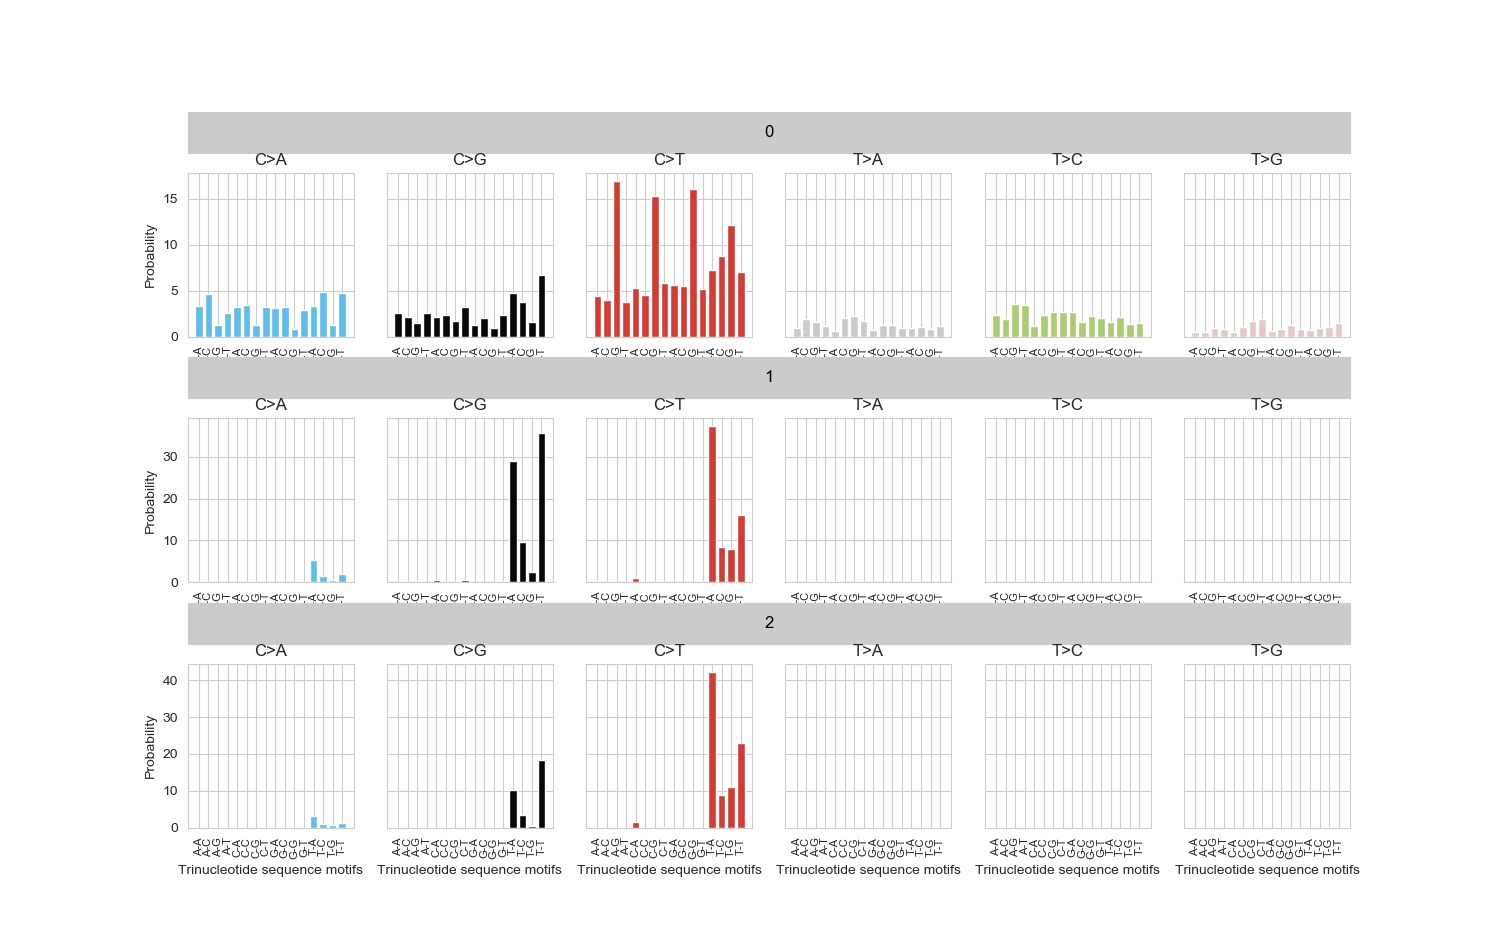 0
C>A C>G C>T T>A T>C T>G
15
10
5
0
Probability
1
C>A C>G C>T T>A T>C T>G
30
20
10
0
Probability
2
C>A C>G C>T T>A T>C T>G
40
30
20
10
0
Probability
A-A A-C A-G A-T C-A C-C C-G C-T G-A G-C G-G G-T T-A T-C T-G T-T
A-A A-C A-G A-T C-A C-C C-G C-T G-A G-C G-G G-T T-A T-C T-G T-T
A-A A-C A-G A-T C-A C-C C-G C-T G-A G-C G-G G-T T-A T-C T-G T-T
A-A A-C A-G A-T C-A C-C C-G C-T G-A G-C G-G G-T T-A T-C T-G T-T
A-A A-C A-G A-T C-A C-C C-G C-T G-A G-C G-G G-T T-A T-C T-G T-T
A-A A-C A-G A-T C-A C-C C-G C-T G-A G-C G-G G-T T-A T-C T-G T-T
Trinucleotide sequence motifs Trinucleotide sequence motifs Trinucleotide sequence motifs Trinucleotide sequence motifs Trinucleotide sequence motifs Trinucleotide sequence motifs